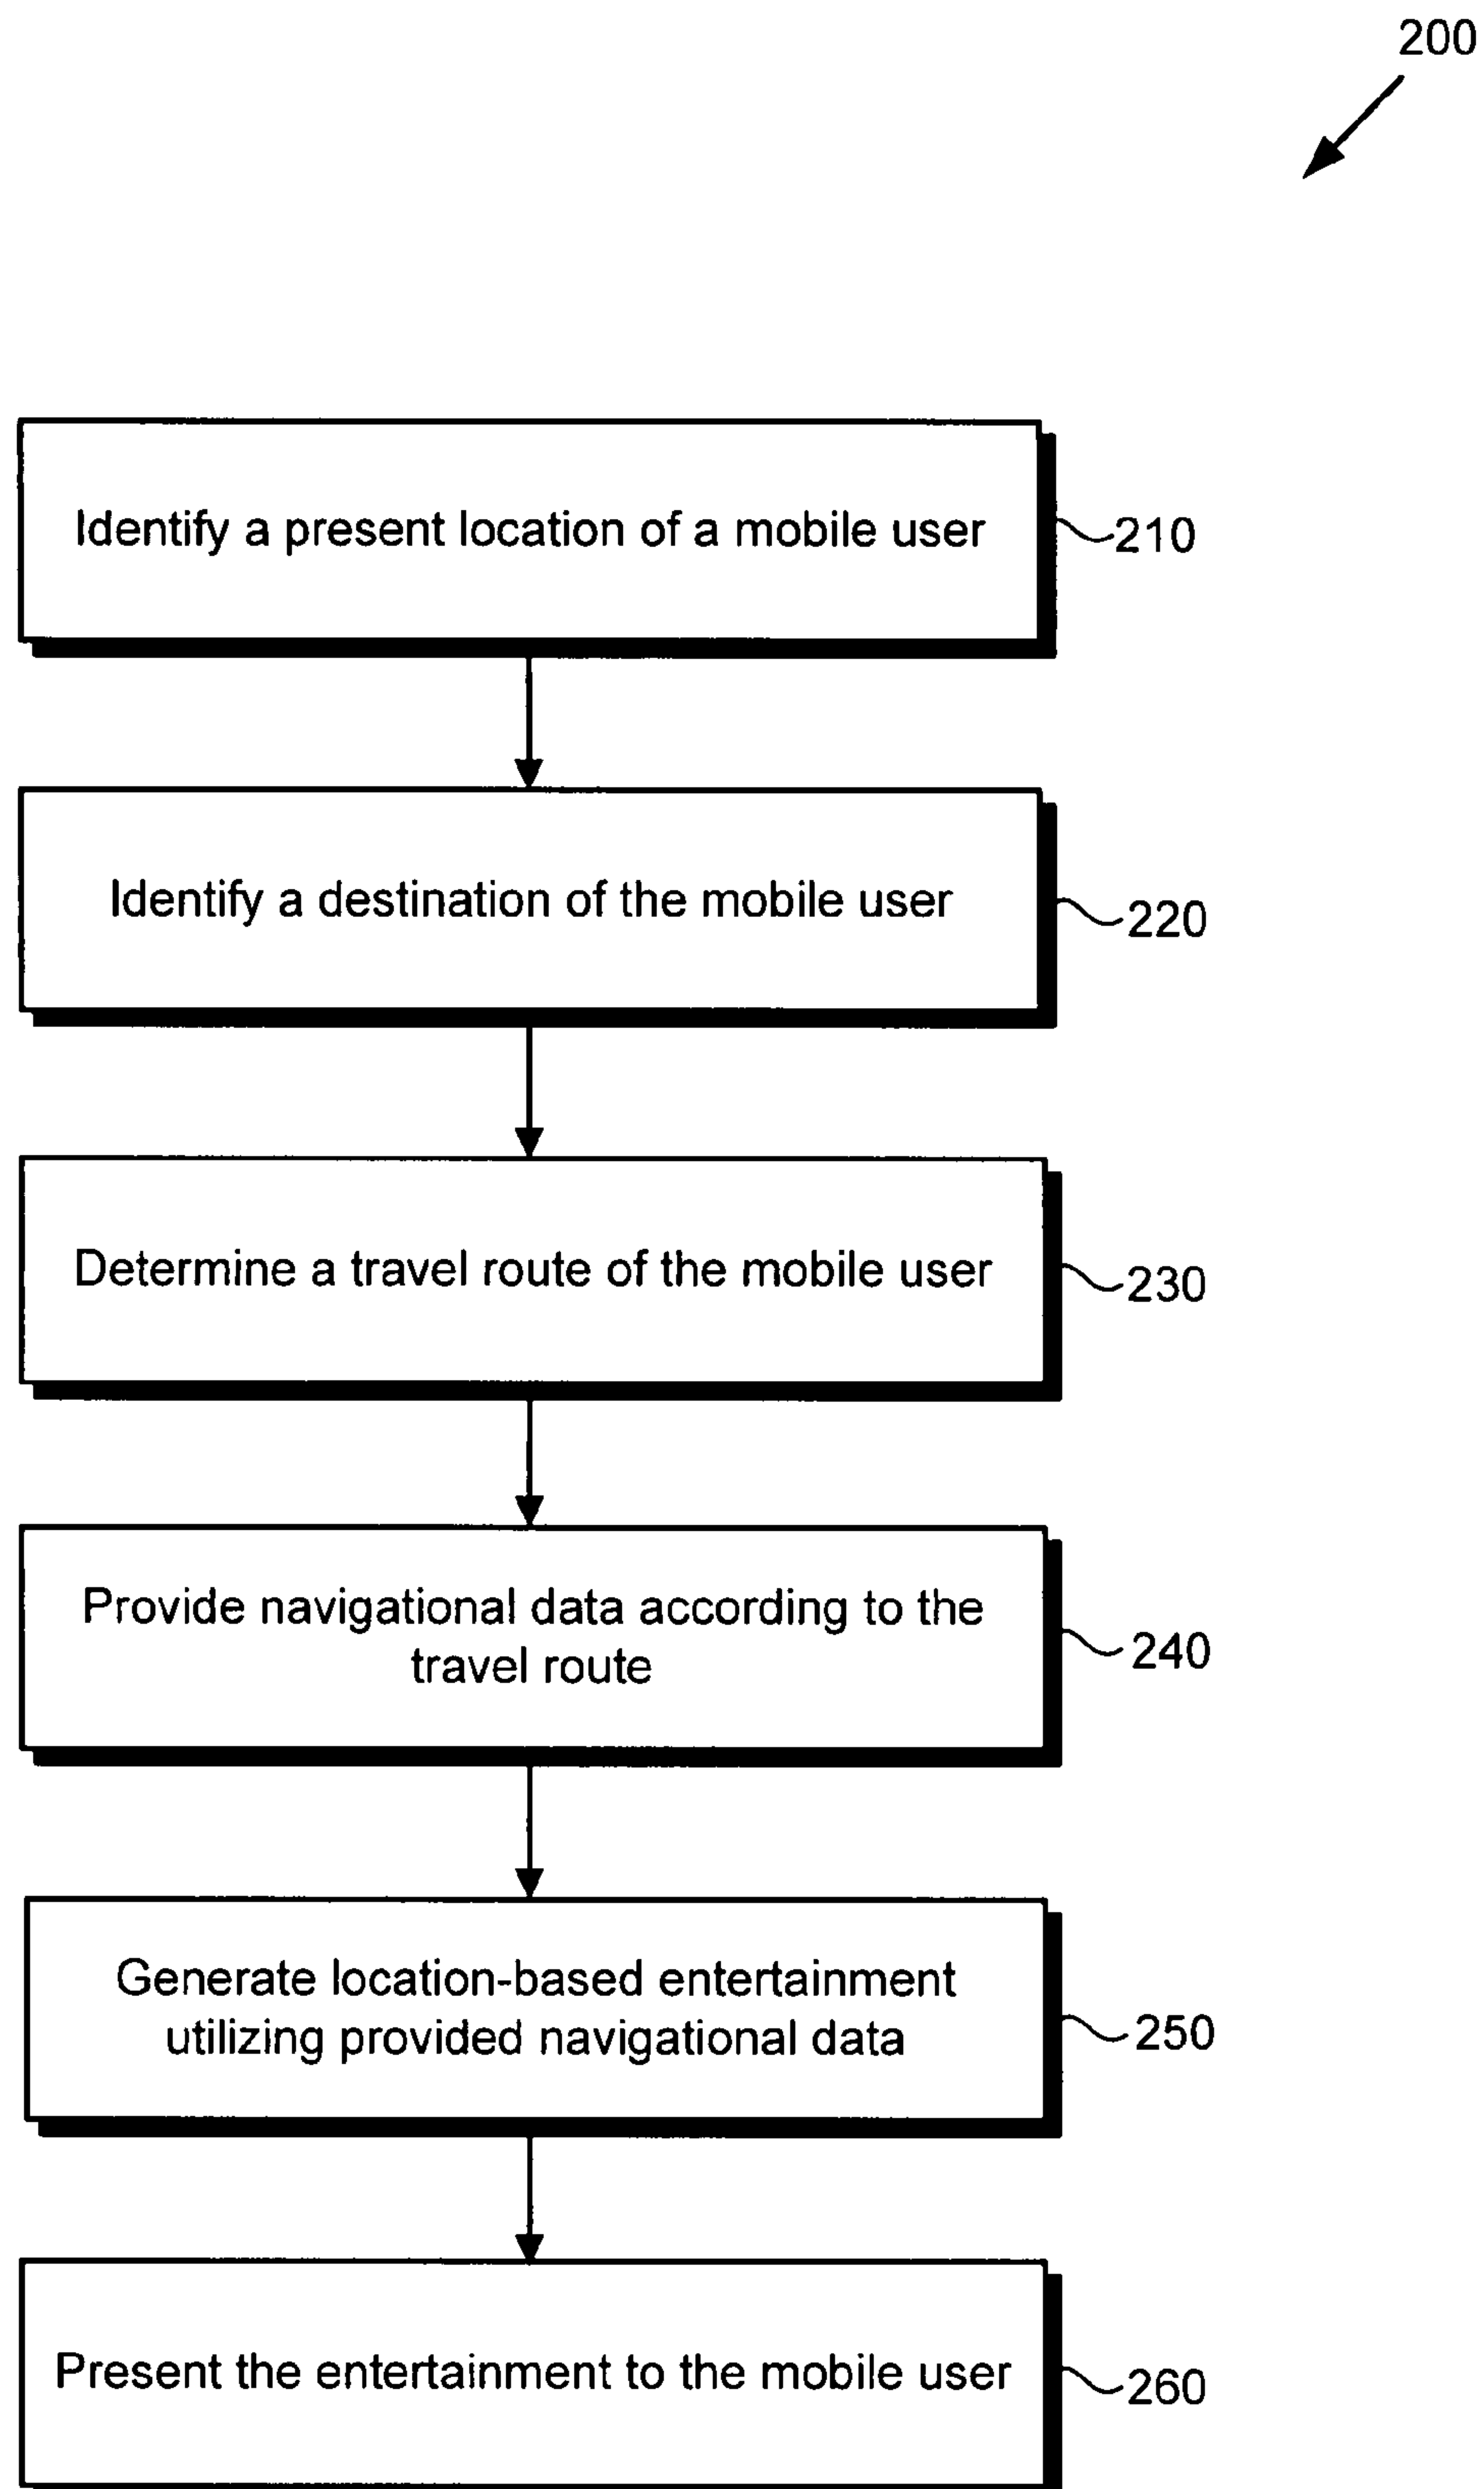 200
Identify a present location of a mobile user
210
Identify a destination of the mobile user
220
Determine a travel route of the mobile user
230
Provide navigational data according to the
travel route
240
Generate location-based entertainment
utilizing provided navigational data
250
Present the entertainment to the mobile user
260